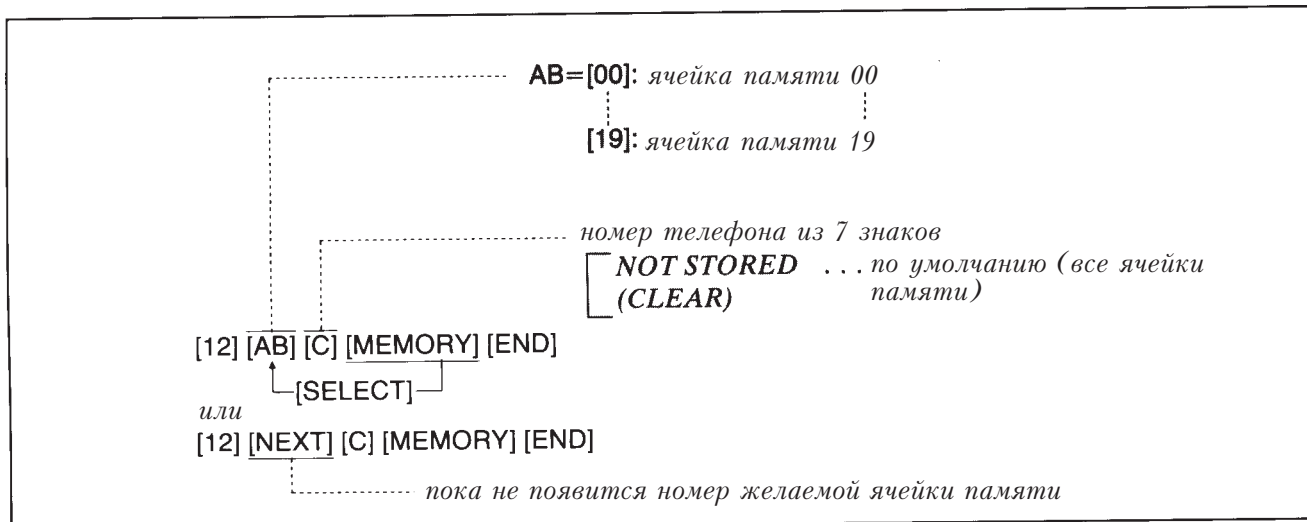 AB=[00]: ячейка памяти 00
[19]: ячейка памяти 19
номер телефона из 7 знаков
NOT STORED ... по умолчанию (все ячейки
(CLEAR) памяти)
[12] [AB] [C] [MEMORY] [END]
[SELECT]
или
[12] [NEXT] [C] [MEMORY] [END]
пока не появится номер желаемой ячейки памяти